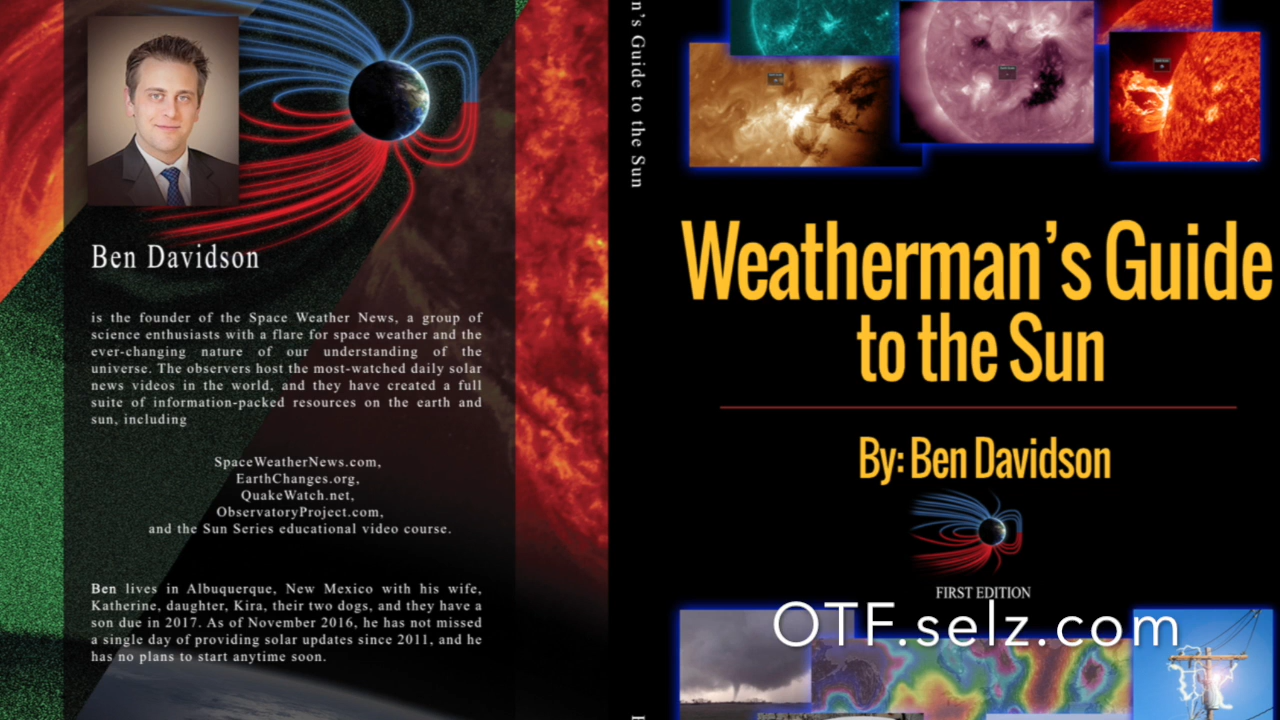 Ben Davidson
is the founder of the Space Weather News, a group of
science enthusiasts with a flare for space weather and the
ever-changing nature of our understanding of the
universe. The observers host the most-watched daily solar
news videos in the world, and they have created a full
suite of information-packed resources on the earth and
sun, including
SpaceWeatherNews.com,
EarthChanges.org,
QuakeWatch.net,
ObservatoryProject.com,
and the Sun Series educational video course.
Ben lives in Albuquerque, New Mexico with his wife,
Katherine, daughter, Kira, their two dogs, and they have a
son due in 2017. As of November 2016, he has not missed
a single day of providing solar updates since 2011, and he
has no plans to start anytime soon.
n's Guide to the Sun
Weatherman's Guide
to the Sun
By: Ben Davidson
FIRST EDITION
OTF.selz.com